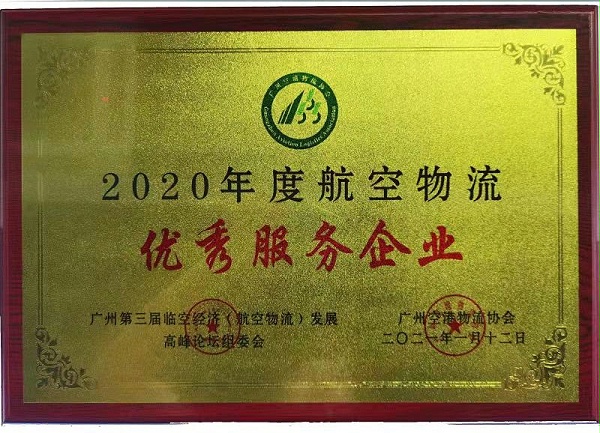 2020年度航空物流
优秀服务企业
广州第三届临空经济(航空物流)发展
高峰论坛组委会
广州空港物流协会
二〇二一年一月十二日